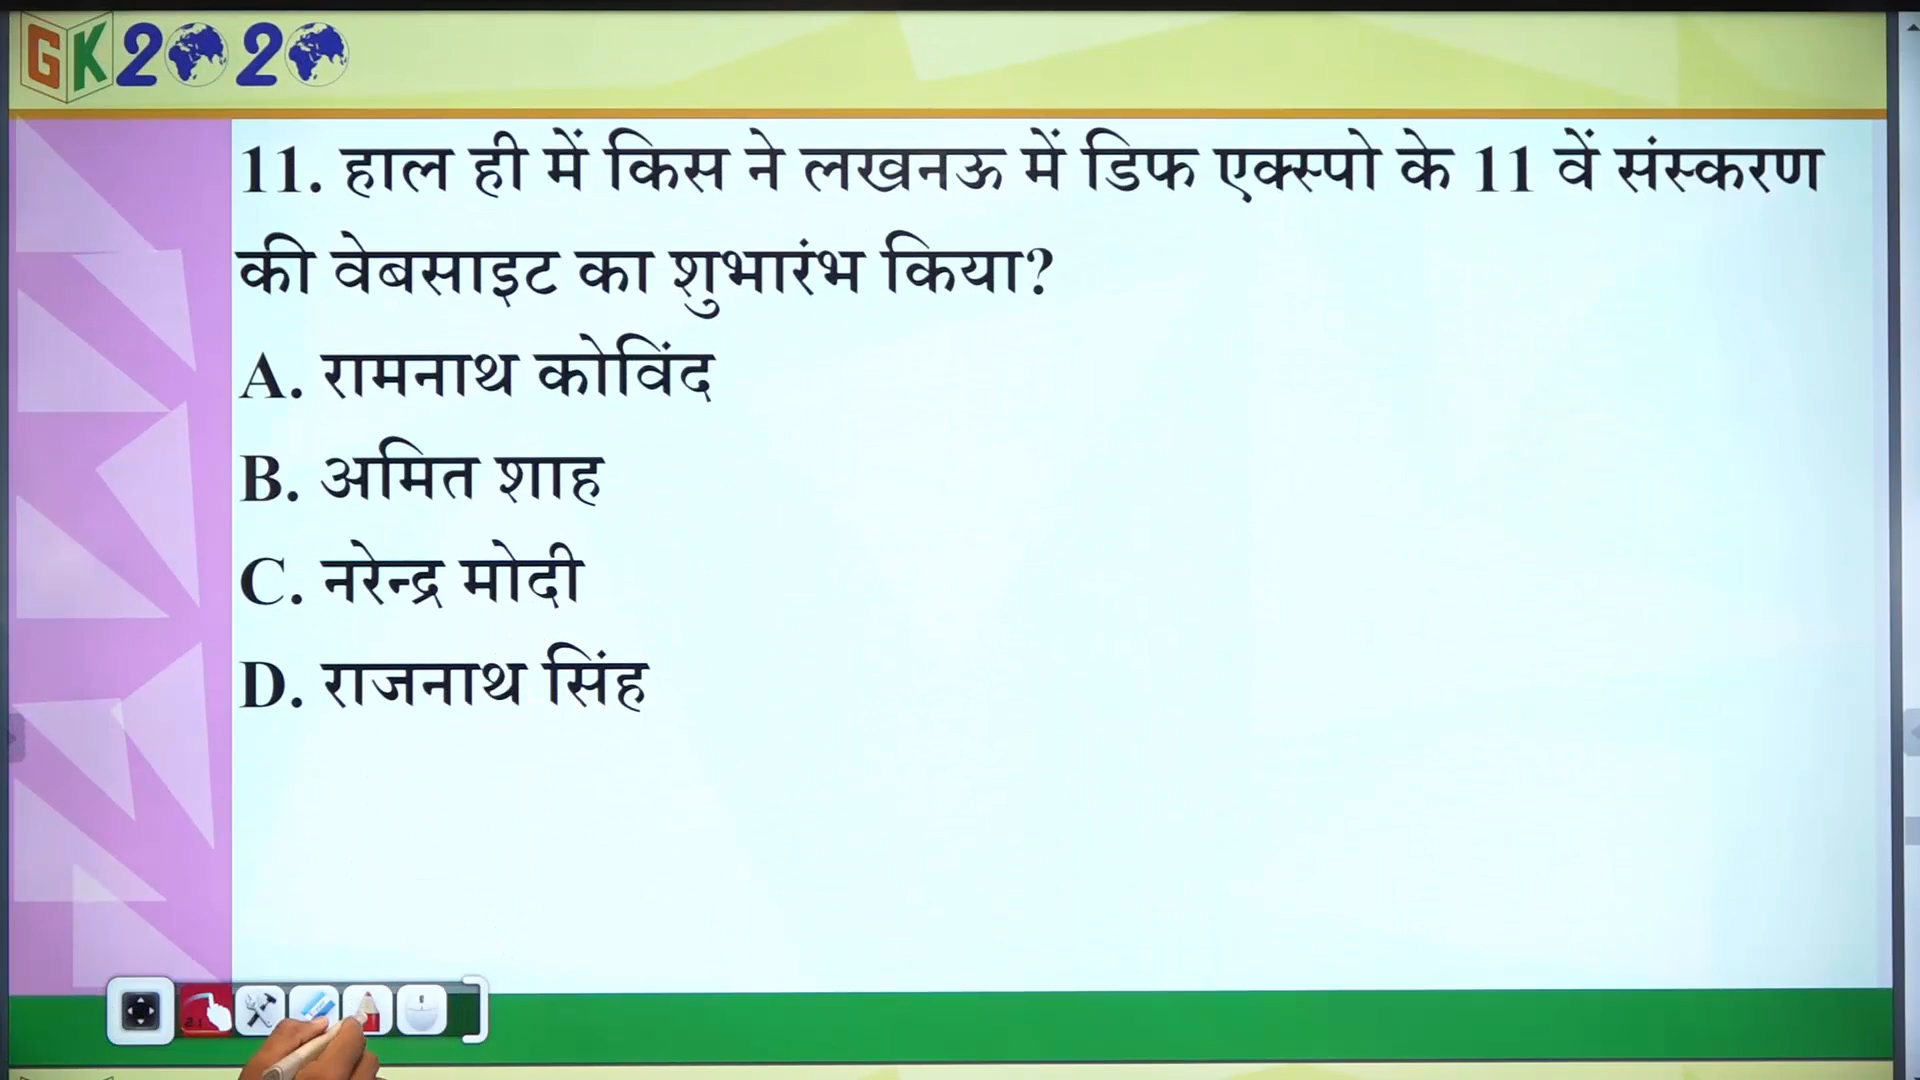 GK2020
11. हाल ही में किस ने लखनऊ में डिफ एक्स्पो के 11 वें संस्करण
की वेबसाइट का शुभारंभ किया?
A. रामनाथ कोविंद
B. अमित शाह
C. नरेन्द्र मोदी
D. राजनाथ सिंह